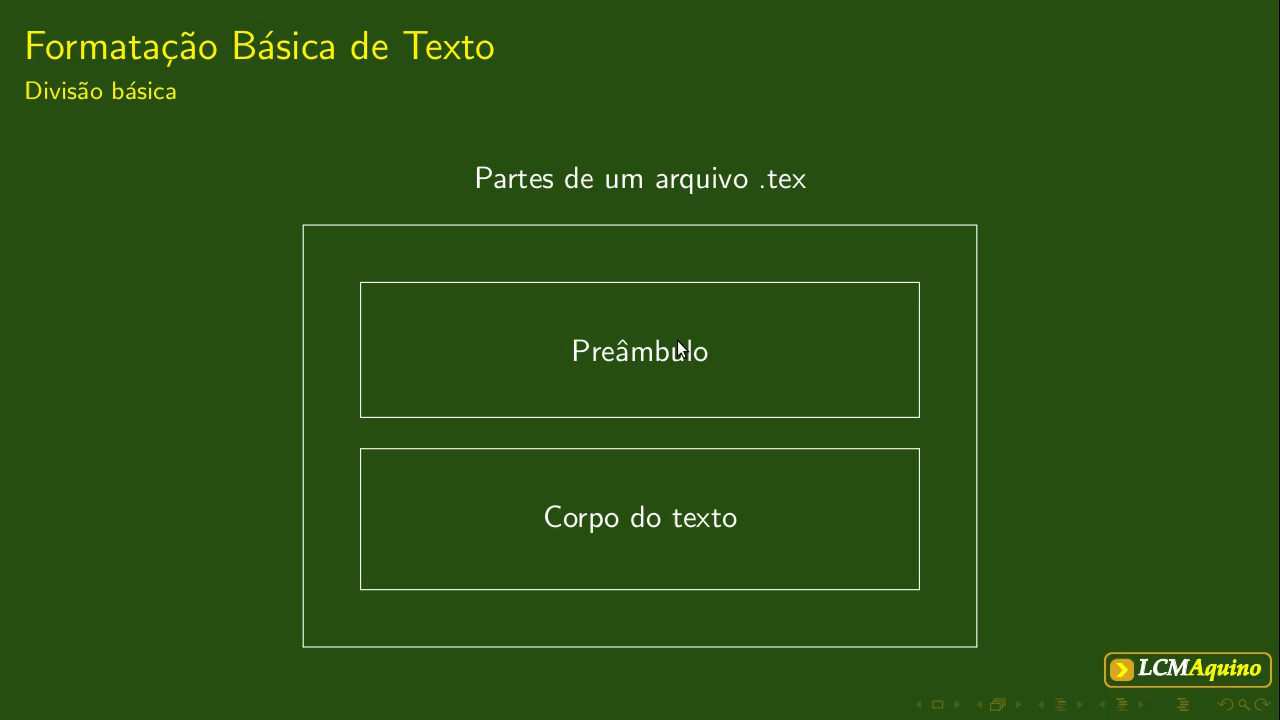 Formatação Básica de Texto
Divisão básica
Partes de um arquivo .tex
Preâmbulo
Corpo do texto
LCMAquino